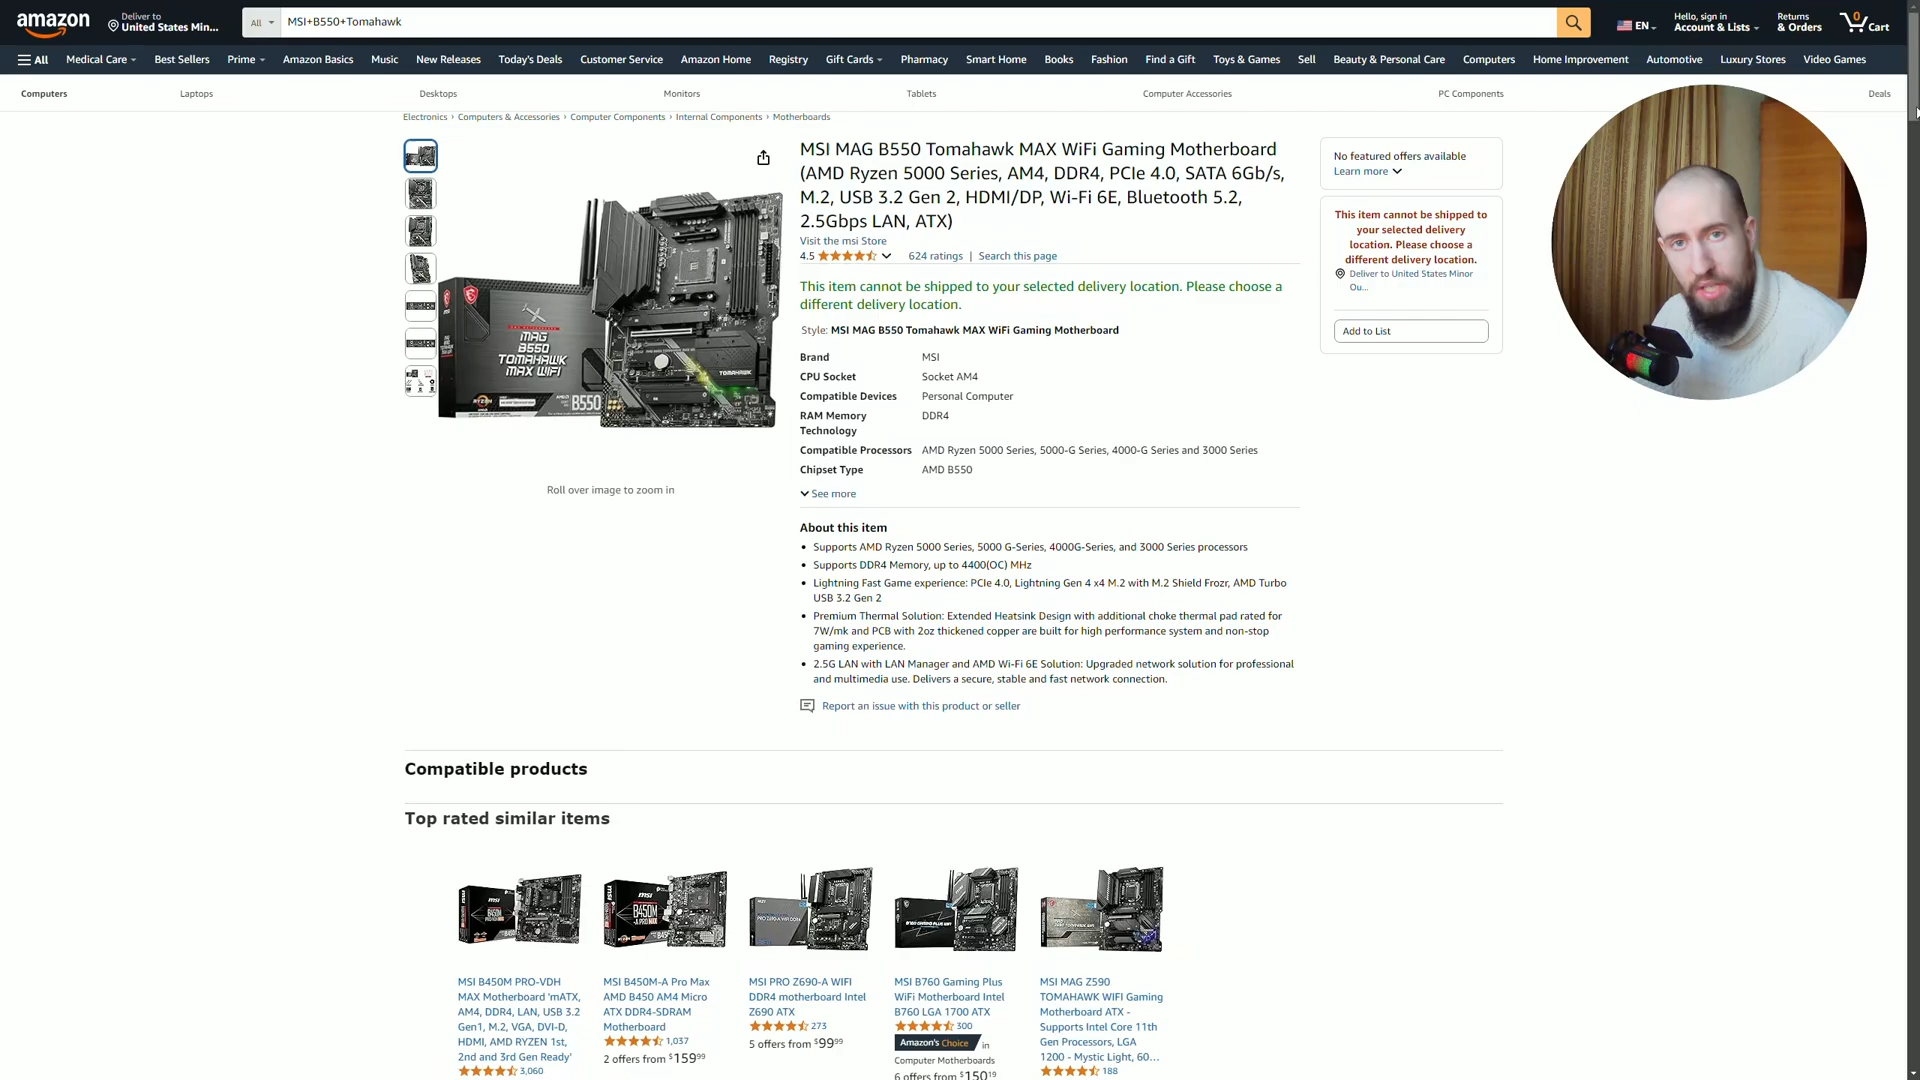 amazon
Deliver to
United States Min...
All
MSI+B550+Tomahawk
EN
Hello, sign in
Account & Lists
Returns
& Orders
0
Cart
All
Medical Care
Best Sellers
Prime
Amazon Basics
Music
New Releases
Today's Deals
Customer Service
Amazon Home
Registry
Gift Cards
Pharmacy
Smart Home
Books
Fashion
Find a Gift
Toys & Games
Sell
Beauty & Personal Care
Computers
Home Improvement
Automotive
Luxury Stores
Video Games
Computers
Laptops
Desktops
Monitors
Tablets
Computer Accessories
PC Components
Deals
Electronics › Computers & Accessories › Computer Components › Internal Components › Motherboards
MAG
B550
TOMAHAWK
MAX WIFI
RYZEN
B550
TOMAHAWK
Roll over image to zoom in
MSI MAG B550 Tomahawk MAX WiFi Gaming Motherboard
(AMD Ryzen 5000 Series, AM4, DDR4, PCIe 4.0, SATA 6Gb/s,
M.2, USB 3.2 Gen 2, HDMI/DP, Wi-Fi 6E, Bluetooth 5.2,
2.5Gbps LAN, ATX)
Visit the msi Store
4.5
624 ratings | Search this page
This item cannot be shipped to your selected delivery location. Please choose a
different delivery location.
Style: MSI MAG B550 Tomahawk MAX WiFi Gaming Motherboard
Brand MSI
CPU Socket Socket AM4
Compatible Devices Personal Computer
RAM Memory DDR4
Technology
Compatible Processors AMD Ryzen 5000 Series, 5000-G Series, 4000-G Series and 3000 Series
Chipset Type AMD B550
See more
About this item
• Supports AMD Ryzen 5000 Series, 5000 G-Series, 4000G-Series, and 3000 Series processors
• Supports DDR4 Memory, up to 4400(OC) MHz
• Lightning Fast Game experience: PCIe 4.0, Lightning Gen 4 x4 M.2 with M.2 Shield Frozr, AMD Turbo
USB 3.2 Gen 2
• Premium Thermal Solution: Extended Heatsink Design with additional choke thermal pad rated for
7W/mk and PCB with 2oz thickened copper are built for high performance system and non-stop
gaming experience.
• 2.5G LAN with LAN Manager and AMD Wi-Fi 6E Solution: Upgraded network solution for professional
and multimedia use. Delivers a secure, stable and fast network connection.
Report an issue with this product or seller
No featured offers available
Learn more
This item cannot be shipped to
your selected delivery
location. Please choose a
different delivery location.
Deliver to United States Minor
Ou...
Add to List
Compatible products
Top rated similar items
MSI B450M PRO-VDH
MAX Motherboard 'mATX,
AM4, DDR4, LAN, USB 3.2
Gen1, M.2, VGA, DVI-D,
HDMI, AMD RYZEN 1st,
2nd and 3rd Gen Ready'
3,060
MSI B450M-A Pro Max
AMD B450 AM4 Micro
ATX DDR4-SDRAM
Motherboard
1,037
2 offers from $159.99
MSI PRO Z690-A WIFI
DDR4 motherboard Intel
Z690 ATX
273
5 offers from $99.99
MSI B760 Gaming Plus
WiFi Motherboard Intel
B760 LGA 1700 ATX
300
Amazon's Choice in
Computer Motherboards
6 offers from $150.19
MSI MAG Z590
TOMAHAWK WIFI Gaming
Motherboard ATX -
Supports Intel Core 11th
Gen Processors, LGA
1200 - Mystic Light, 60...
188